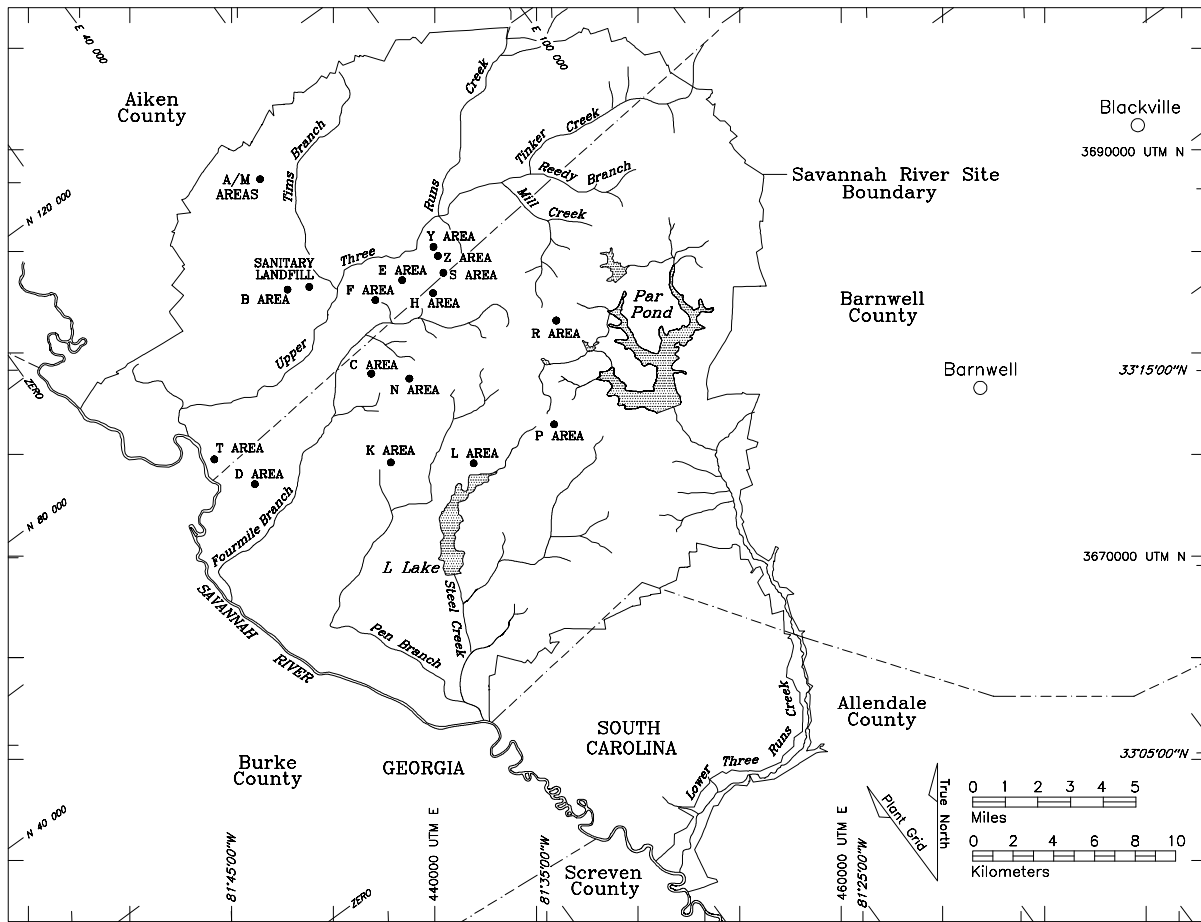 E 40 000
E 100 000
Aiken
County
Creek
Blackville
3690000 UTM N
Tims Branch
Tinker Creek
Reedy Branch
Savannah River Site
Boundary
A/M
AREAS
N 120 000
Runs
Mill
Creek
Three
Y AREA
Z AREA
S AREA
SANITARY
LANDFILL
E AREA
B AREA
F AREA
H AREA
Par
Pond
Barnwell
County
R AREA
Upper
C AREA
N AREA
Barnwell
33°15'00"N
ZERO
P AREA
T AREA
K AREA
L AREA
D AREA
N 80 000
Fourmile Branch
L Lake
3670000 UTM N
Steel Creek
SAVANNAH
RIVER
Pen Branch
Allendale
County
SOUTH
CAROLINA
Lower Three Runs Creek
33°05'00"N
Burke
County
GEORGIA
True North
Plant Grid
0 1 2 3 4 5
Miles
0 2 4 6 8 10
Kilometers
N 40 000
81°45'00"W
ZERO
440000 UTM E
81°35'00"W
Screven
County
460000 UTM E
81°25'00"W